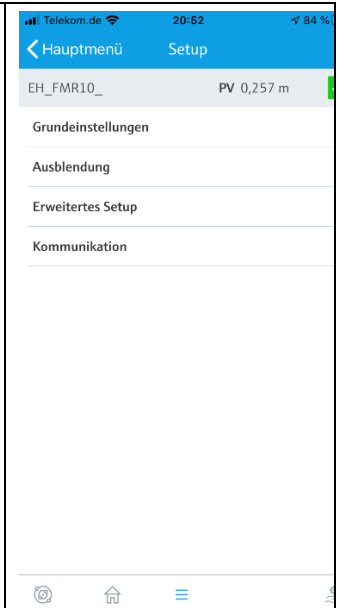 Telekom.de 20:52 84 %
Hauptmenü Setup
EH_FMR10_ PV 0,257 m
Grundeinstellungen
Ausblendung
Erweitertes Setup
Kommunikation